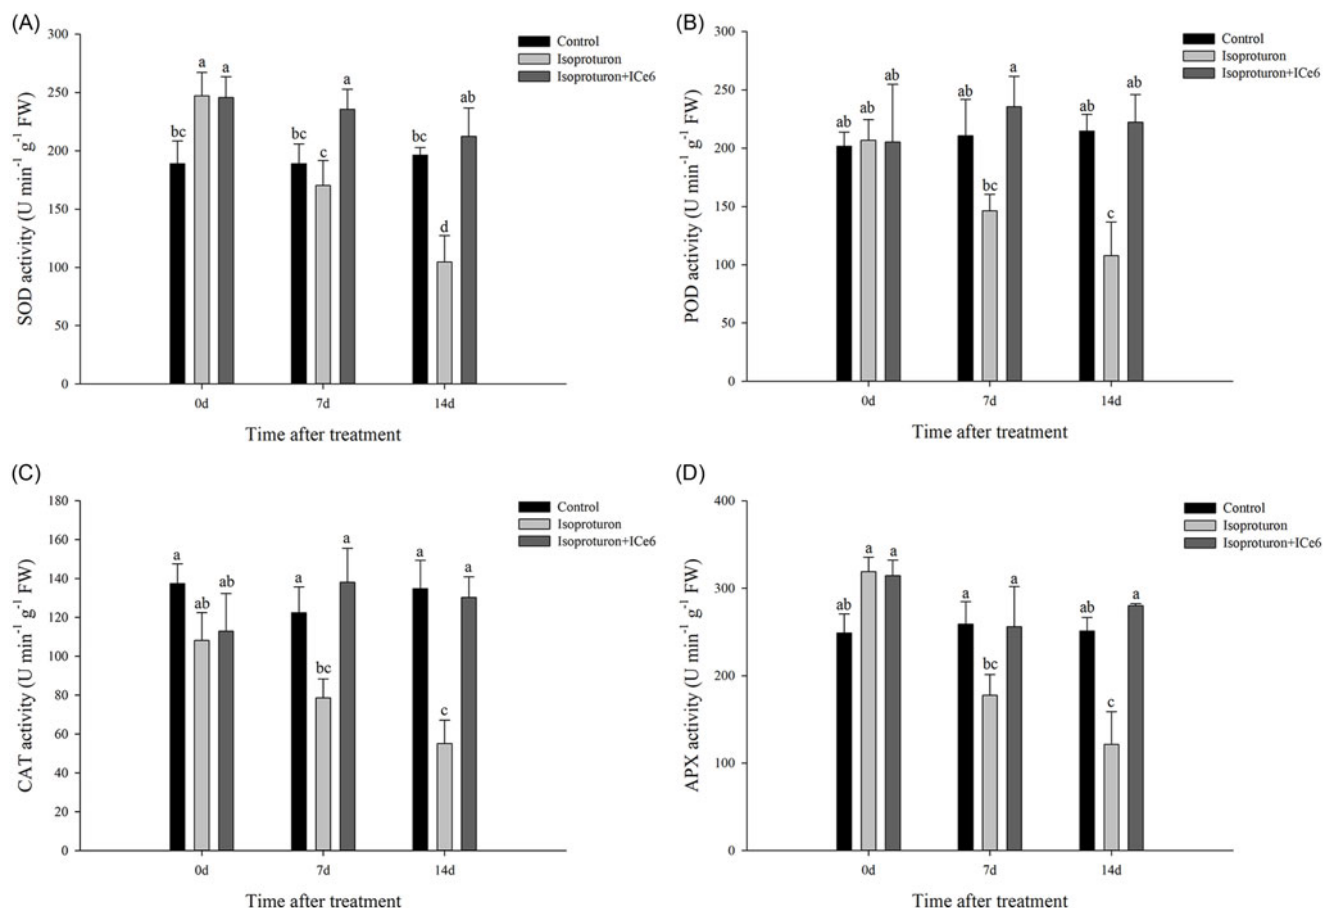 (A)
300
250
200
150
100
50
0
SOD activity (U min⁻¹ g⁻¹ FW)
Control
Isoproturon
Isoproturon+ICe6
bc a a
bc c a
bc d ab
0d 7d 14d
Time after treatment
(B)
300
250
200
150
100
50
0
POD activity (U min⁻¹ g⁻¹ FW)
Control
Isoproturon
Isoproturon+ICe6
ab ab ab
ab bc a
ab c ab
0d 7d 14d
Time after treatment
(C)
180
160
140
120
100
80
60
40
20
0
CAT activity (U min⁻¹ g⁻¹ FW)
Control
Isoproturon
Isoproturon+ICe6
a ab ab
a bc a
a c a
0d 7d 14d
Time after treatment
(D)
400
300
200
100
0
APX activity (U min⁻¹ g⁻¹ FW)
Control
Isoproturon
Isoproturon+ICe6
ab a a
a bc a
ab c a
0d 7d 14d
Time after treatment